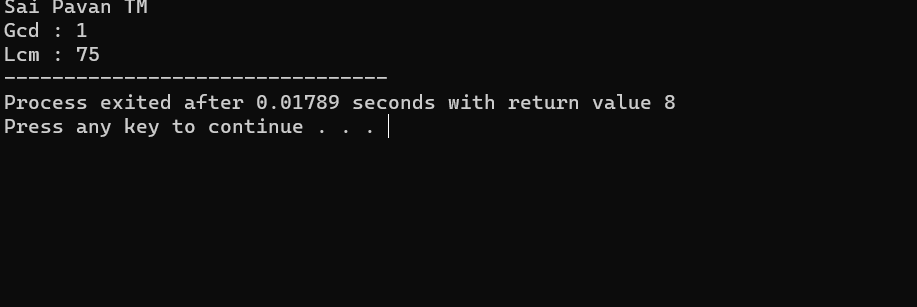 Sai Pavan TM
Gcd : 1
Lcm : 75
--------------------------------
Process exited after 0.01789 seconds with return value 8
Press any key to continue . . .